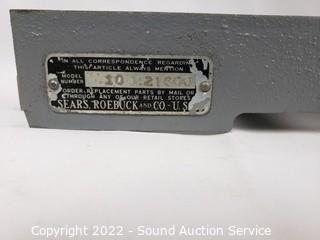 IN ALL CORRESPONDENCE REGARDING
THIS ARTICLE ALWAYS MENTION
MODEL
NUMBER
ORDER REPLACEMENT PARTS BY MAIL OR
THROUGH ANY OF OUR RETAIL STORES
SEARS, ROEBUCK AND CO.-U.S.
Copyright 2022 - Sound Auction Service